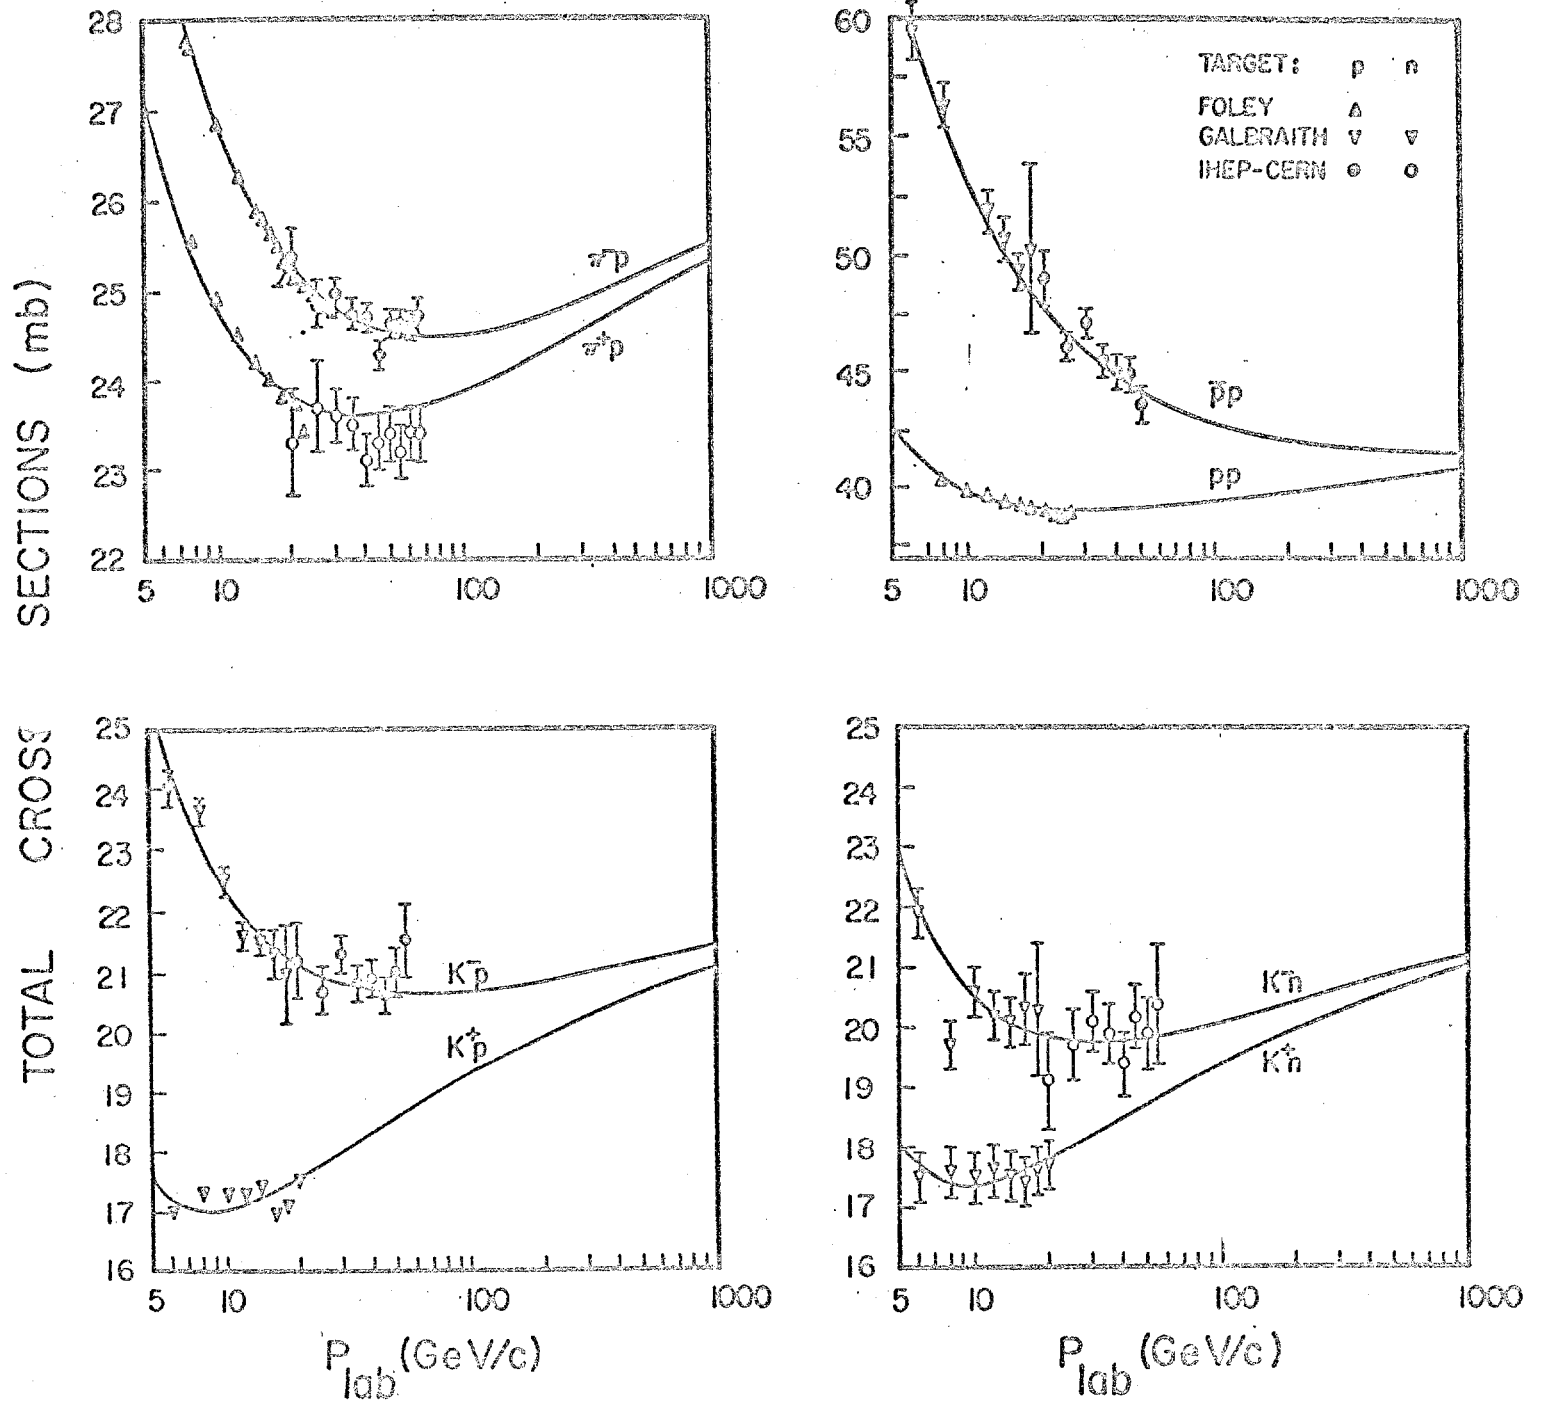 TOTAL CROSS SECTIONS (mb)
28
27
26
25
24
23
22
5 10 100 1000
π⁻p
π⁺p
60
55
50
45
40
5 10 100 1000
TARGET: p n
FOLEY △
GALBRAITH ▽ ▽
IHEP-CERN ○ ○
p̄p
pp
25
24
23
22
21
20
19
18
17
16
5 10 100 1000
K⁻p
K⁺p
P lab (GeV/c)
25
24
23
22
21
20
19
18
17
16
5 10 100 1000
K⁻n
K⁺n
P lab (GeV/c)